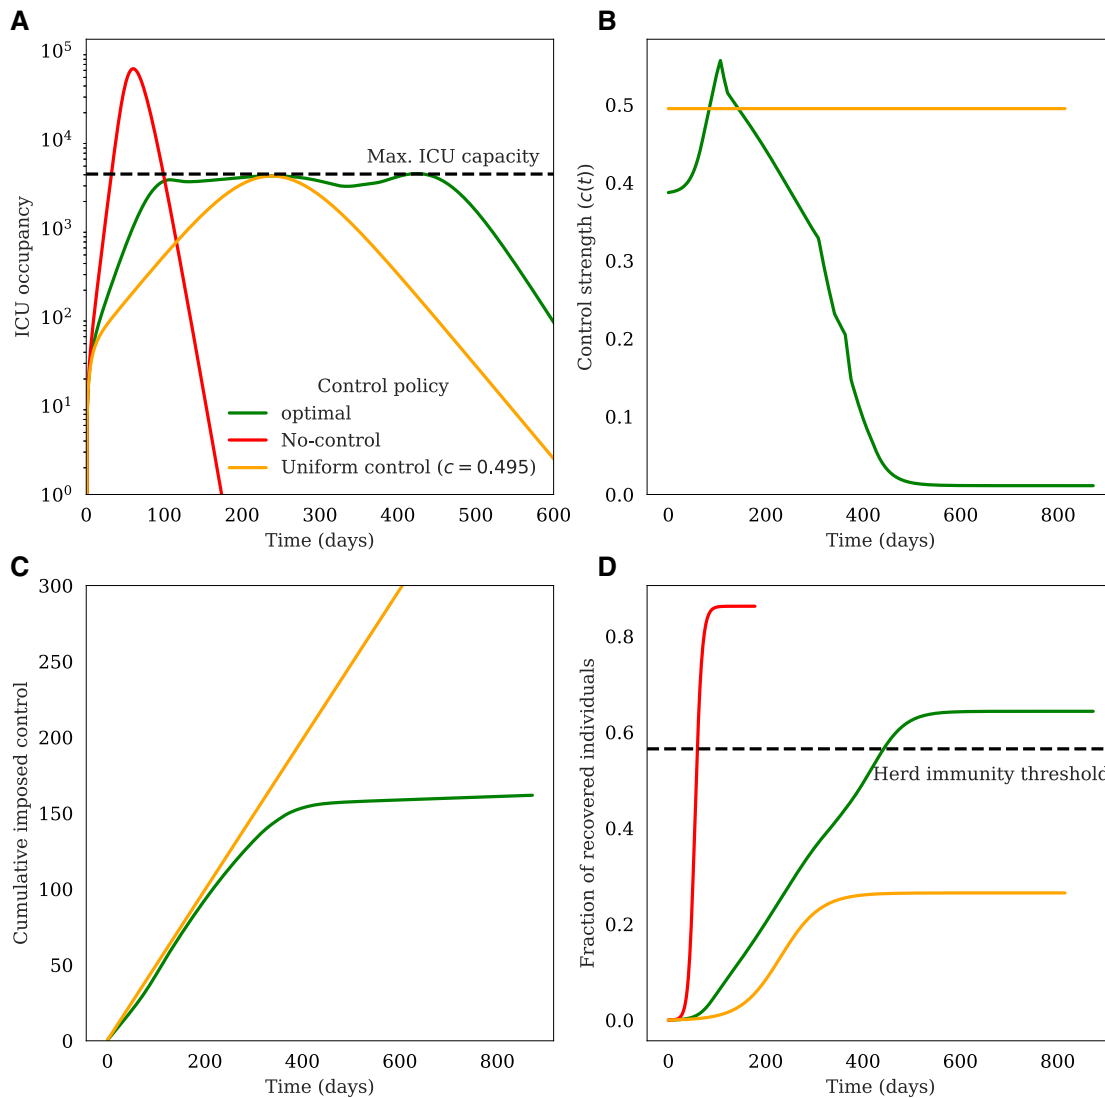 A
ICU occupancy
10^5
10^4
10^3
10^2
10^1
10^0
Max. ICU capacity
Control policy
optimal
No-control
Uniform control (c = 0.495)
0 100 200 300 400 500 600
Time (days)
B
Control strength (c(t))
0.5
0.4
0.3
0.2
0.1
0.0
0 200 400 600 800
Time (days)
C
Cumulative imposed control
300
250
200
150
100
50
0
0 200 400 600 800
Time (days)
D
Fraction of recovered individuals
0.8
0.6
0.4
0.2
0.0
Herd immunity threshold
0 200 400 600 800
Time (days)